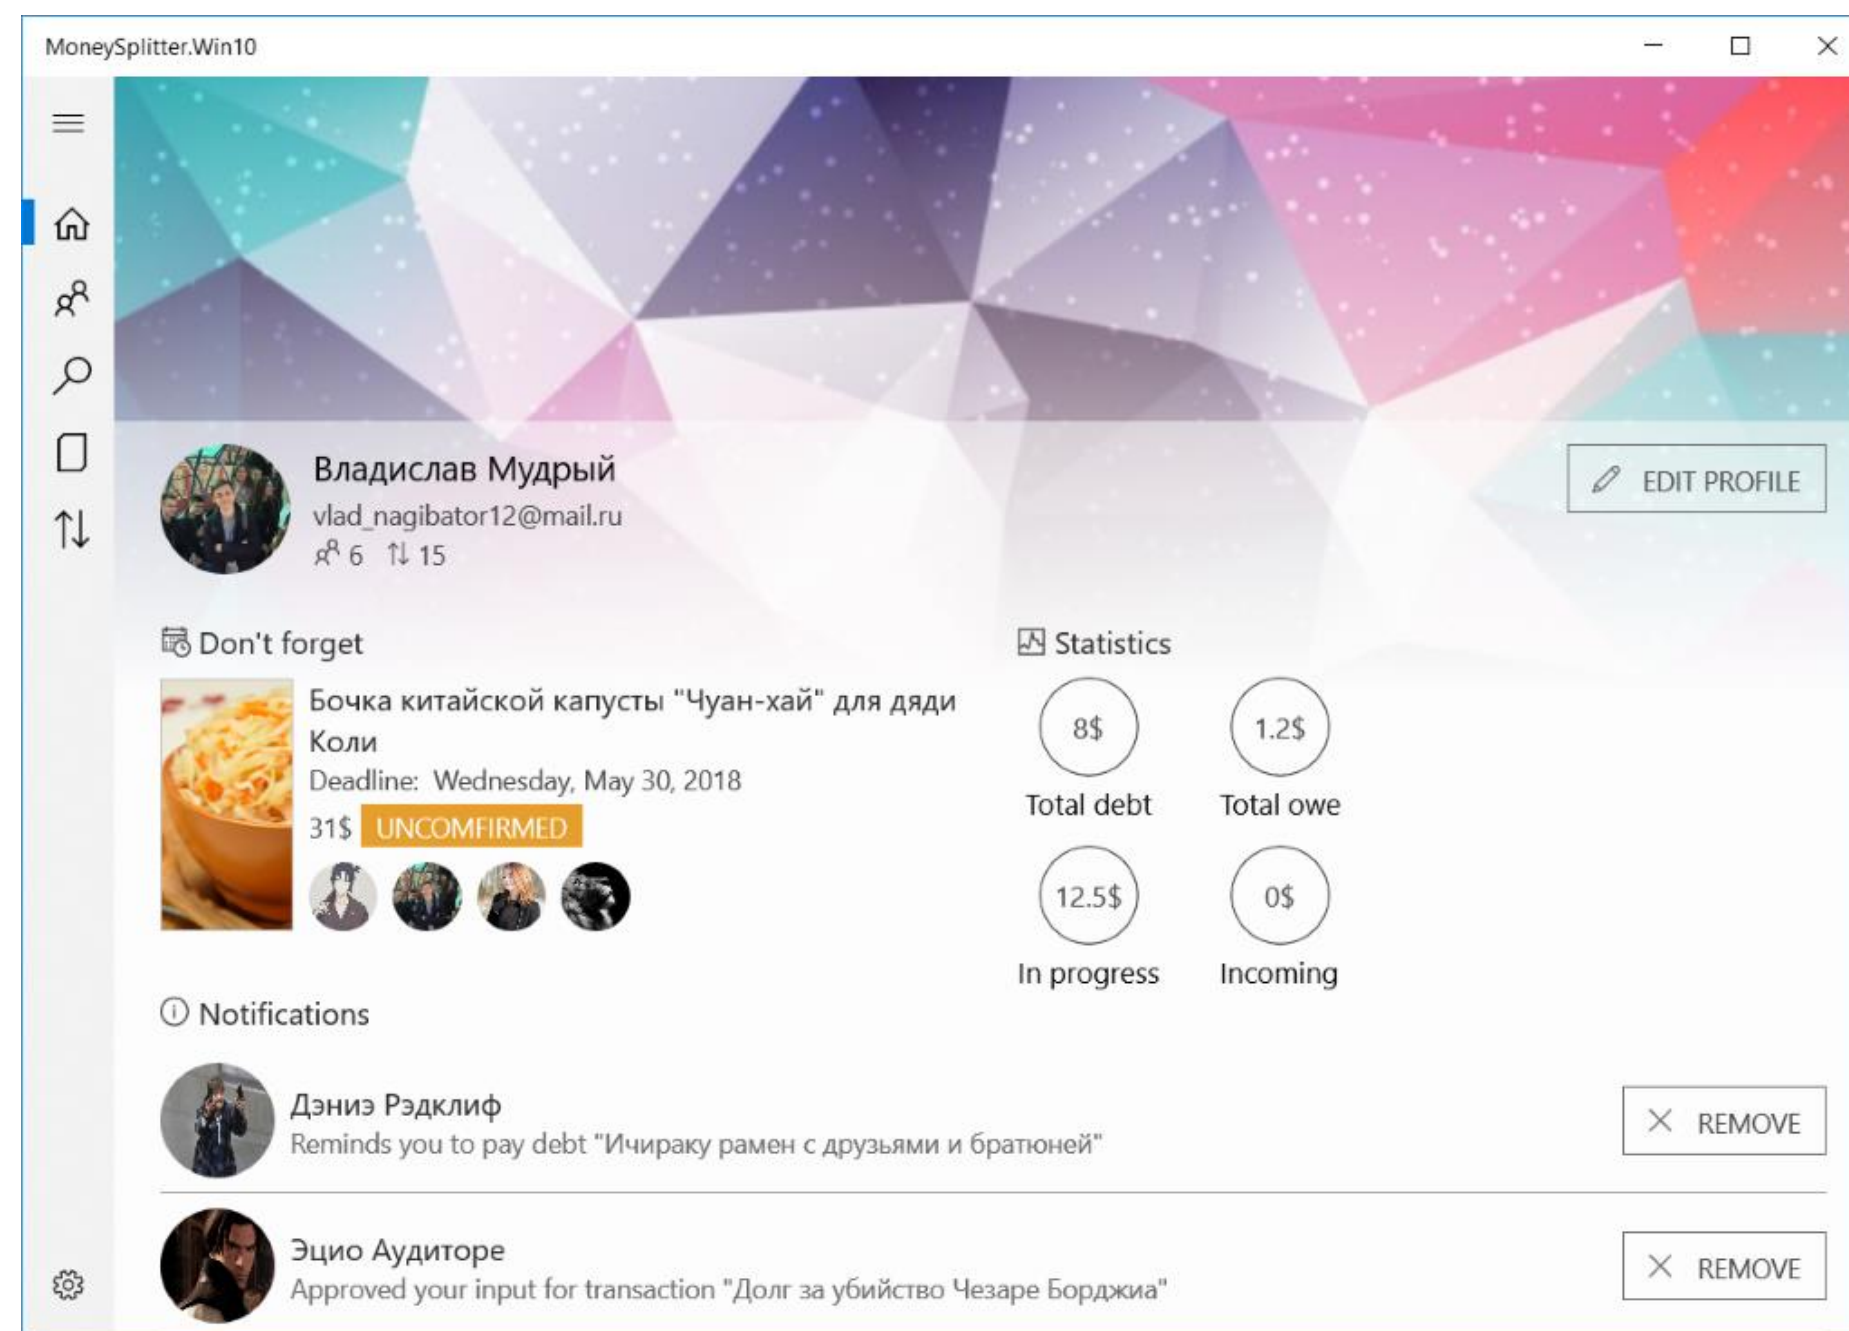 MoneySplitter.Win10
Владислав Мудрый
EDIT PROFILE
vlad_nagibator12@mail.ru
6 15
Don't forget
Statistics
Бочка китайской капусты "Чуан-хай" для дяди
Коли
Deadline: Wednesday, May 30, 2018
31$ UNCOMFIRMED
8$ 1.2$
Total debt Total owe
12.5$ 0$
In progress Incoming
Notifications
Дэниэ Рэдклиф
Reminds you to pay debt "Ичираку рамен с друзьями и братюней"
REMOVE
Эцио Аудиторе
Approved your input for transaction "Долг за убийство Чезаре Борджиа"
REMOVE